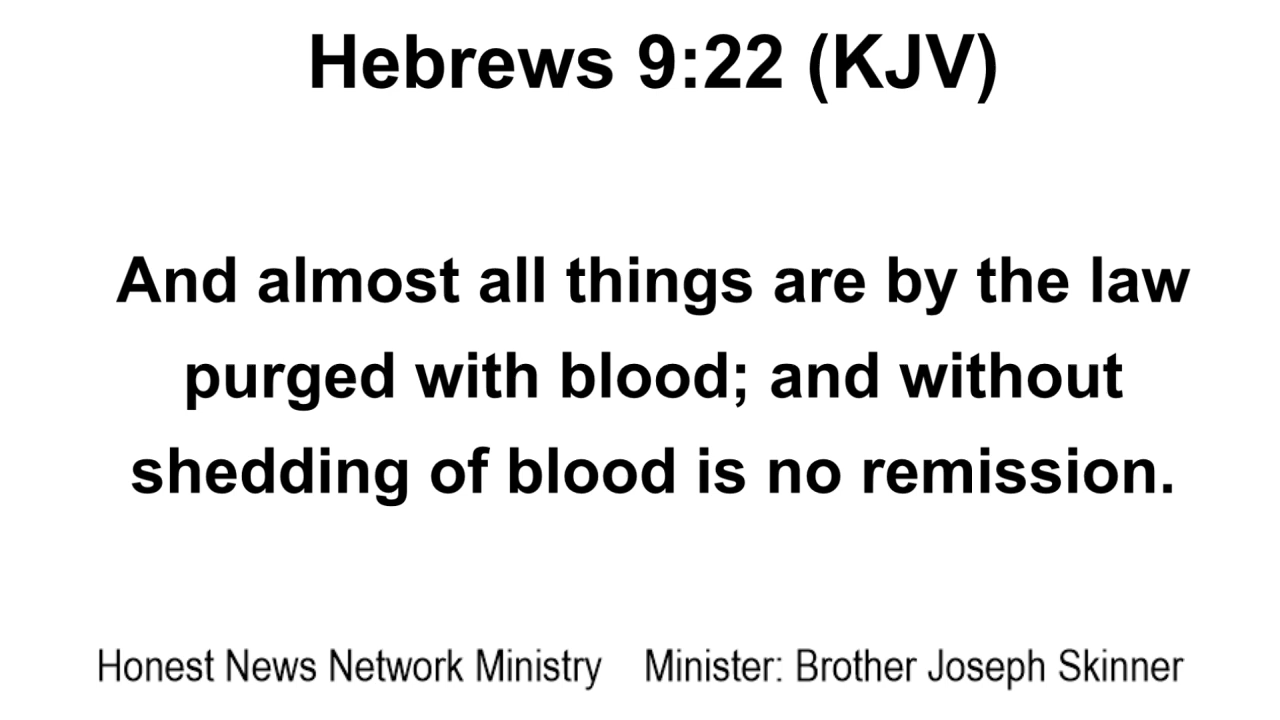 Hebrews 9:22 (KJV)
And almost all things are by the law
purged with blood; and without
shedding of blood is no remission.
Honest News Network Ministry    Minister: Brother Joseph Skinner